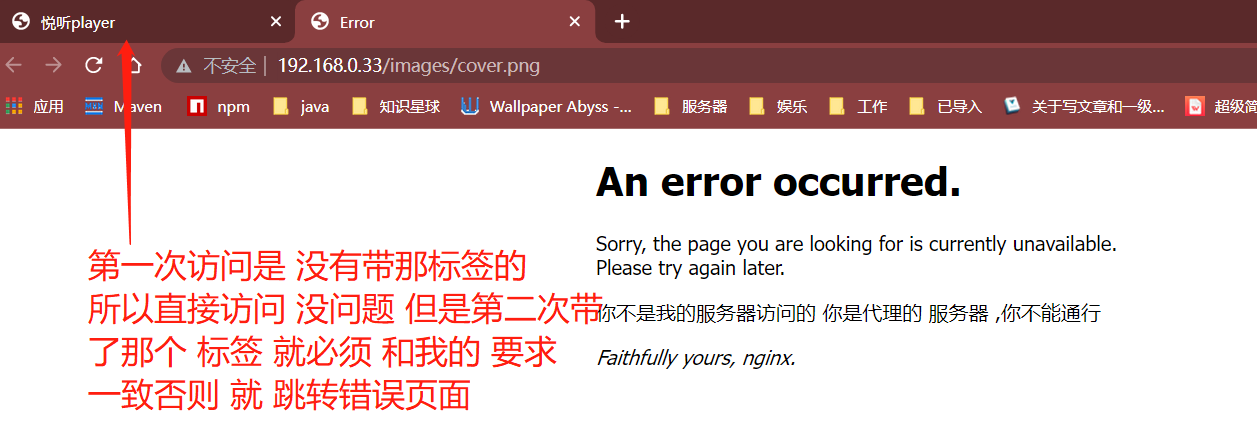 悦听player
Error
不安全 | 192.168.0.33/images/cover.png
应用 Maven npm java 知识星球 Wallpaper Abyss -... 服务器 娱乐 工作 已导入 关于写文章和一级... 超级简
An error occurred.
Sorry, the page you are looking for is currently unavailable.
Please try again later.
你不是我的服务器访问的 你是代理的 服务器 ,你不能通行
Faithfully yours, nginx.
第一次访问是 没有带那标签的
所以直接访问 没问题 但是第二次带
了那个 标签 就必须 和我的 要求
一致否则 就 跳转错误页面